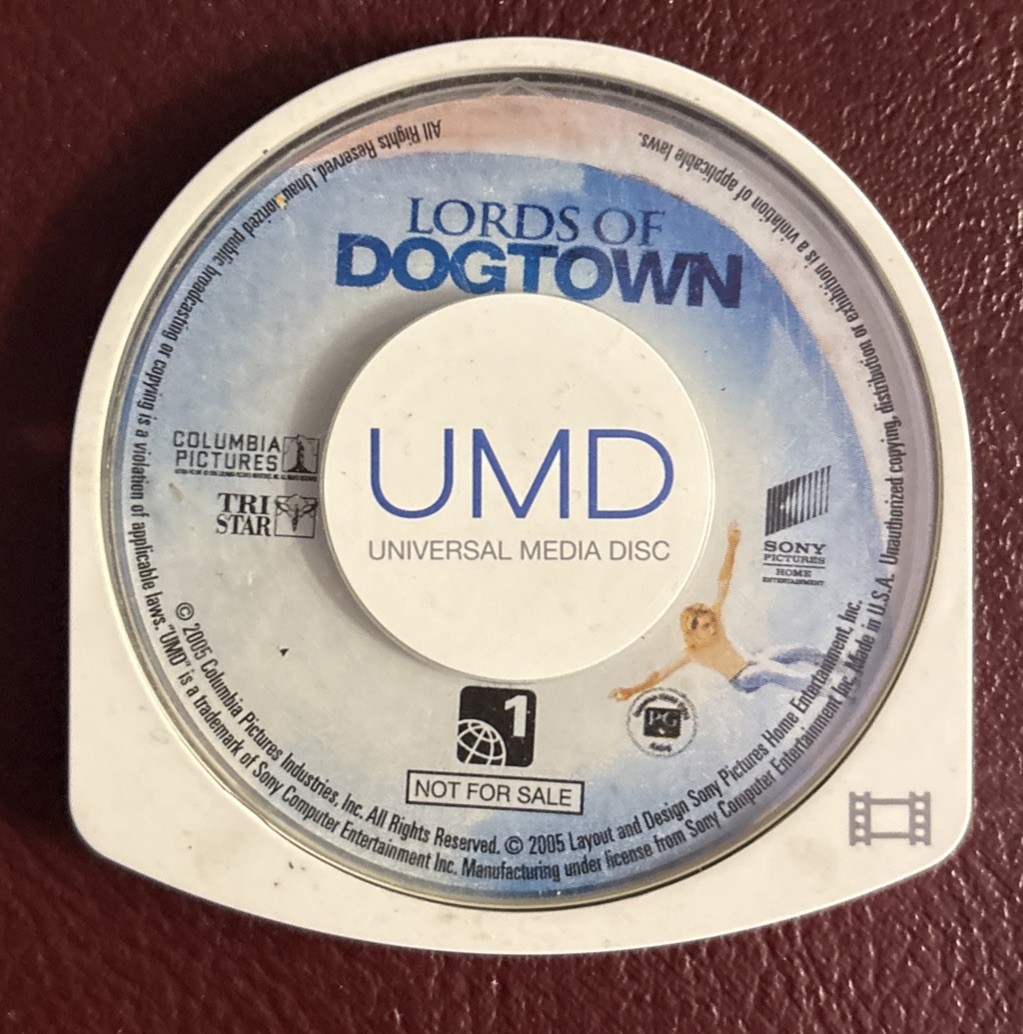 LORDS OF
DOGTOWN
UMD
UNIVERSAL MEDIA DISC
COLUMBIA
PICTURES
TRI
STAR
SONY
PICTURES
HOME
ENTERTAINMENT
PG
1
NOT FOR SALE
© 2005 Columbia Pictures Industries, Inc. All Rights Reserved. © 2005 Layout and Design Sony Pictures Home Entertainment, Inc.
All Rights Reserved. Unauthorized public broadcasting or copying is a violation of applicable laws. "UMD" is a trademark of Sony Computer Entertainment Inc. Manufacturing under license from Sony Computer Entertainment Inc. Made in U.S.A. Unauthorized copying, distribution or exhibition is a violation of applicable laws.